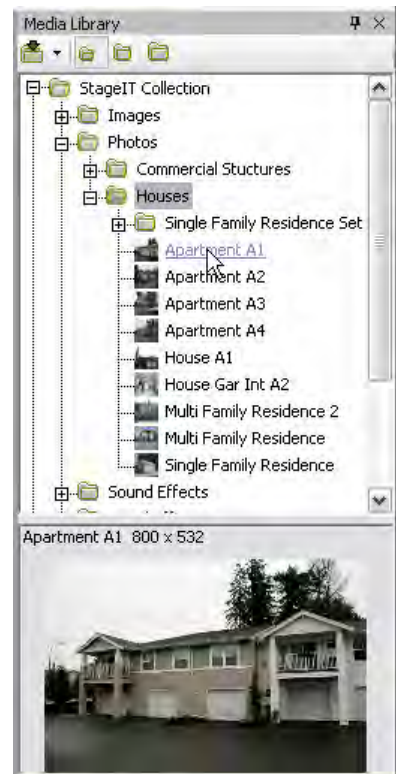 Media Library
StageIT Collection
Images
Photos
Commercial Stuctures
Houses
Single Family Residence Set
Apartment A1
Apartment A2
Apartment A3
Apartment A4
House A1
House Gar Int A2
Multi Family Residence 2
Multi Family Residence
Single Family Residence
Sound Effects
Apartment A1 800 x 532